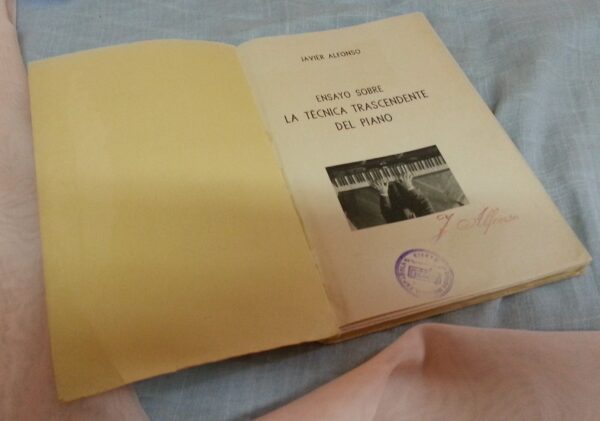 JAVIER ALFONSO
ENSAYO SOBRE
LA TÉCNICA TRASCENDENTE
DEL PIANO
J. Alfonso